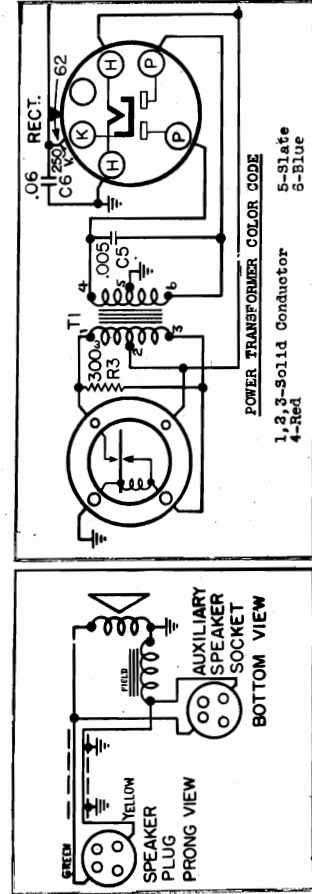 GREEN
YELLOW
SPEAKER
PLUG
PRONG VIEW
FIELD
AUXILIARY
SPEAKER
SOCKET
BOTTOM VIEW
RECT.
62
.06
250V
C6
K
H
H
P
P
T1
300ω
R3
.005
C5
4
5
6
2
3
POWER TRANSFORMER COLOR CODE
1,2,3-Solid Conductor
4-Red
5-Slate
6-Blue